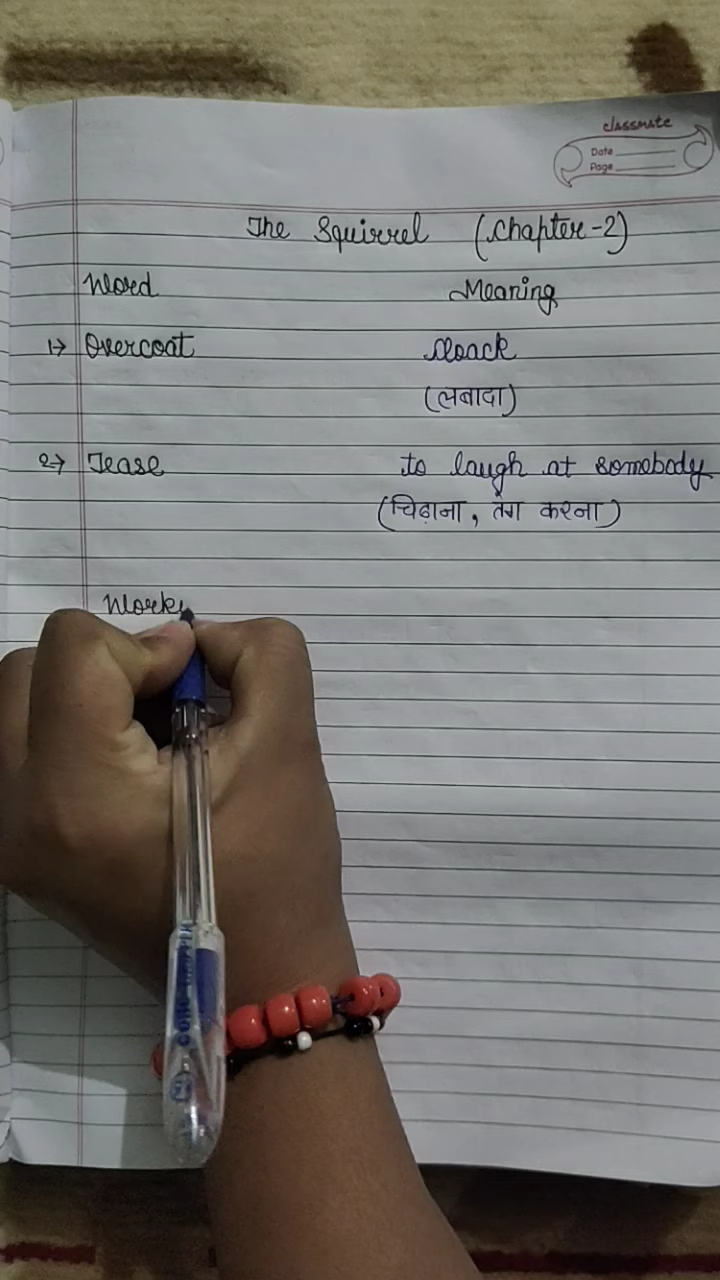 classmate
Date
Page
The Squirrel (Chapter-2)
Word Meaning
1→ Overcoat cloack
(लबादा)
2→ Tease to laugh at somebody
(चिढ़ाना, तंग करना)
Work